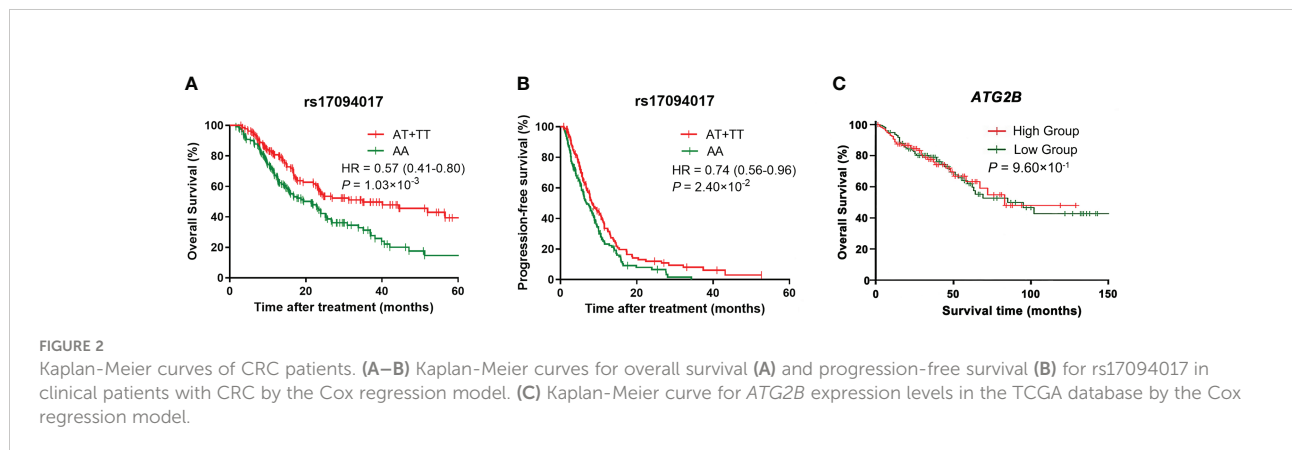 A
rs17094017
Overall Survival (%)
100
80
60
40
20
0
0 20 40 60
Time after treatment (months)
AT+TT
AA
HR = 0.57 (0.41-0.80)
P = 1.03×10⁻³
B
rs17094017
Progression-free survival (%)
100
80
60
40
20
0
0 20 40 60
Time after treatment (months)
AT+TT
AA
HR = 0.74 (0.56-0.96)
P = 2.40×10⁻²
C
ATG2B
Overall Survival (%)
100
80
60
40
20
0
0 50 100 150
Survival time (months)
High Group
Low Group
P = 9.60×10⁻¹
FIGURE 2
Kaplan-Meier curves of CRC patients. (A–B) Kaplan-Meier curves for overall survival (A) and progression-free survival (B) for rs17094017 in
clinical patients with CRC by the Cox regression model. (C) Kaplan-Meier curve for ATG2B expression levels in the TCGA database by the Cox
regression model.